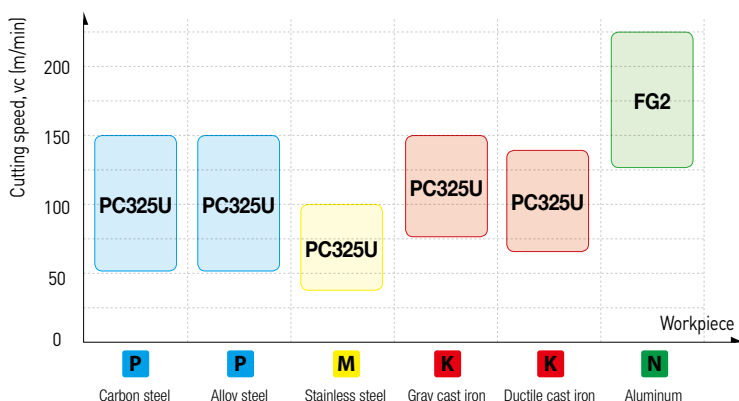 Cutting speed, vc (m/min)
200
150
100
50
0
PC325U
PC325U
PC325U
PC325U
PC325U
FG2
Workpiece
P P M K K N
Carbon steel Alloy steel Stainless steel Gray cast iron Ductile cast iron Aluminum